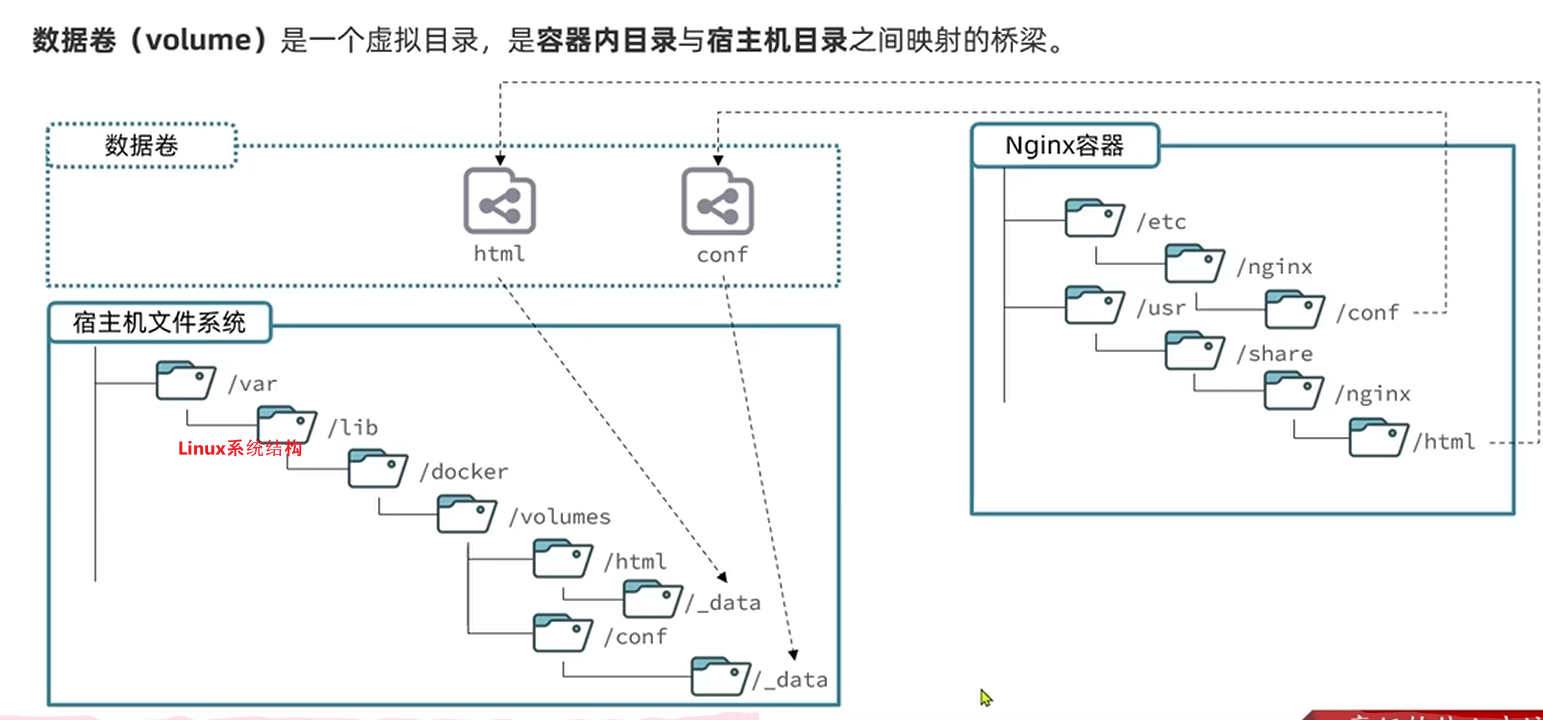 数据卷（volume）是一个虚拟目录，是容器内目录与宿主机目录之间映射的桥梁。
数据卷
html
conf
宿主机文件系统
/var
/lib
Linux系统结构
/docker
/volumes
/html
/_data
/conf
/_data
Nginx容器
/etc
/nginx
/conf
/usr
/share
/nginx
/html